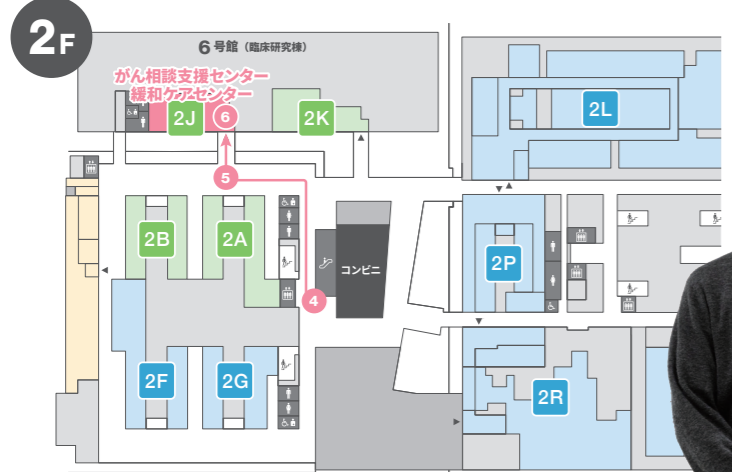 2F
6号館（臨床研究棟）
がん相談支援センター
緩和ケアセンター
2J
6
2K
2L
5
2B
2A
2P
コンビニ
4
2F
2G
2R